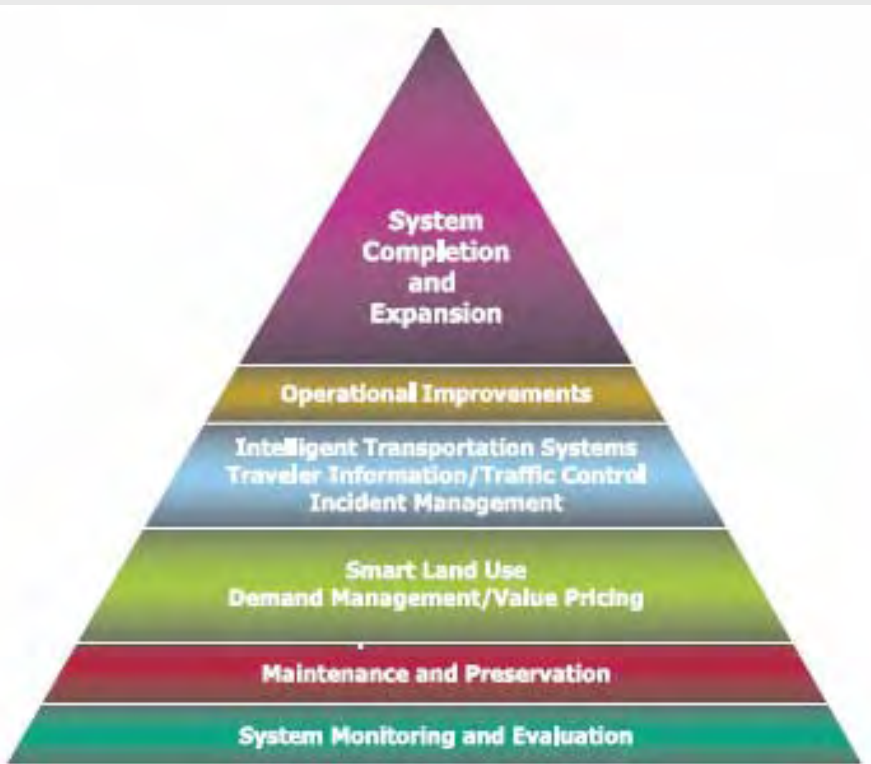 System
Completion
and
Expansion
Operational Improvements
Intelligent Transportation Systems
Traveler Information/Traffic Control
Incident Management
Smart Land Use
Demand Management/Value Pricing
Maintenance and Preservation
System Monitoring and Evaluation